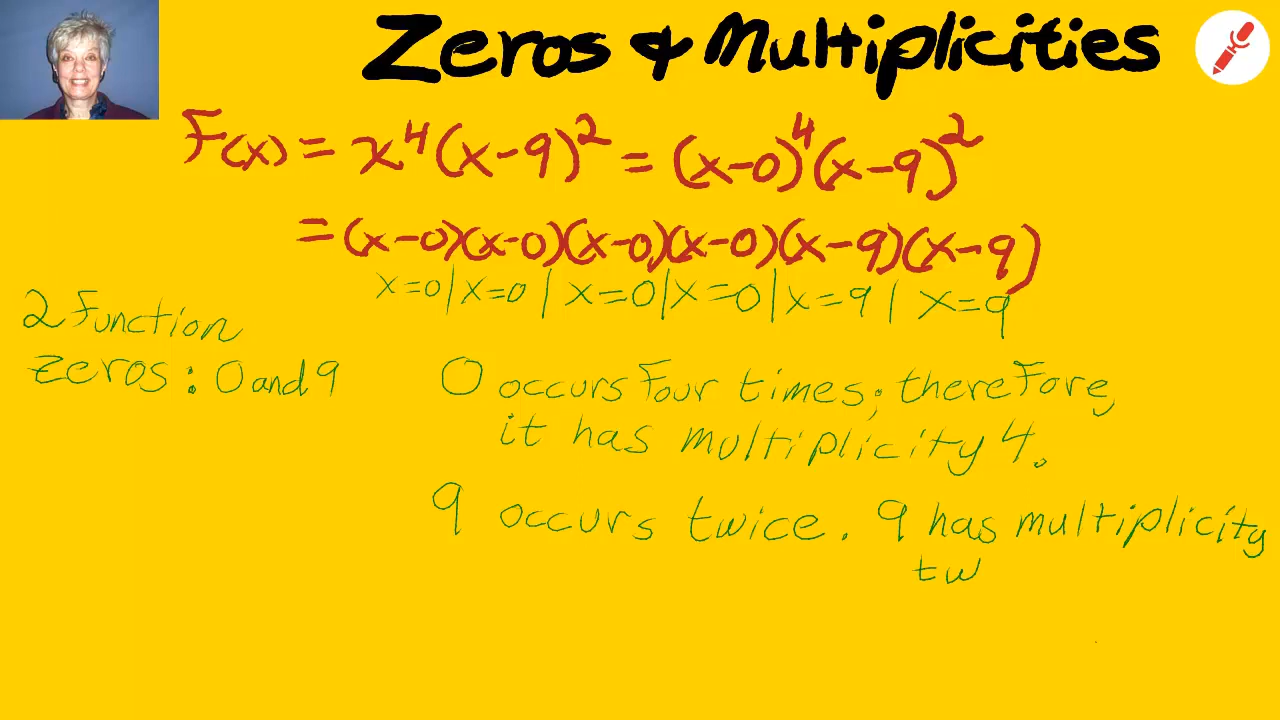 Zeros & Multiplicities
F(x) = x⁴(x-9)² = (x-0)⁴(x-9)²
= (x-0)(x-0)(x-0)(x-0)(x-9)(x-9)
x=0 | x=0 | x=0 | x=0 | x=9 | x=9
2 Function
zeros: 0 and 9
0 occurs four times; therefore,
it has multiplicity 4.
9 occurs twice. 9 has multiplicity
tw